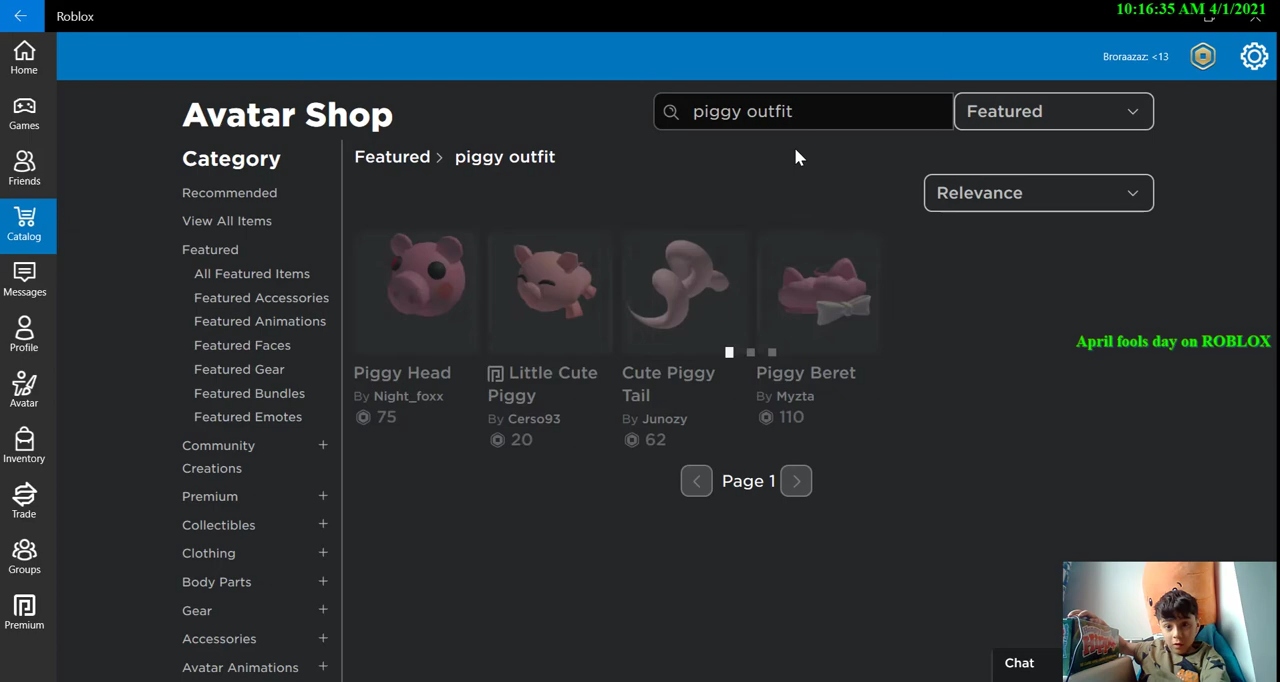 10:16:35 AM 4/1/2021
Roblox
Broraazaz: <13
Home
Games
Friends
Catalog
Messages
Profile
Avatar
Inventory
Trade
Groups
Premium
Avatar Shop
piggy outfit
Featured
Category
Featured > piggy outfit
Relevance
Recommended
View All Items
Featured
All Featured Items
Featured Accessories
Featured Animations
Featured Faces
Featured Gear
Featured Bundles
Featured Emotes
Community +
Creations
Premium +
Collectibles +
Clothing +
Body Parts +
Gear +
Accessories +
Avatar Animations +
Piggy Head
By Night_foxx
75
Little Cute
Piggy
By Cerso93
20
Cute Piggy
Tail
By Junozy
62
Piggy Beret
By Myzta
110
< Page 1 >
April fools day on ROBLOX
Chat